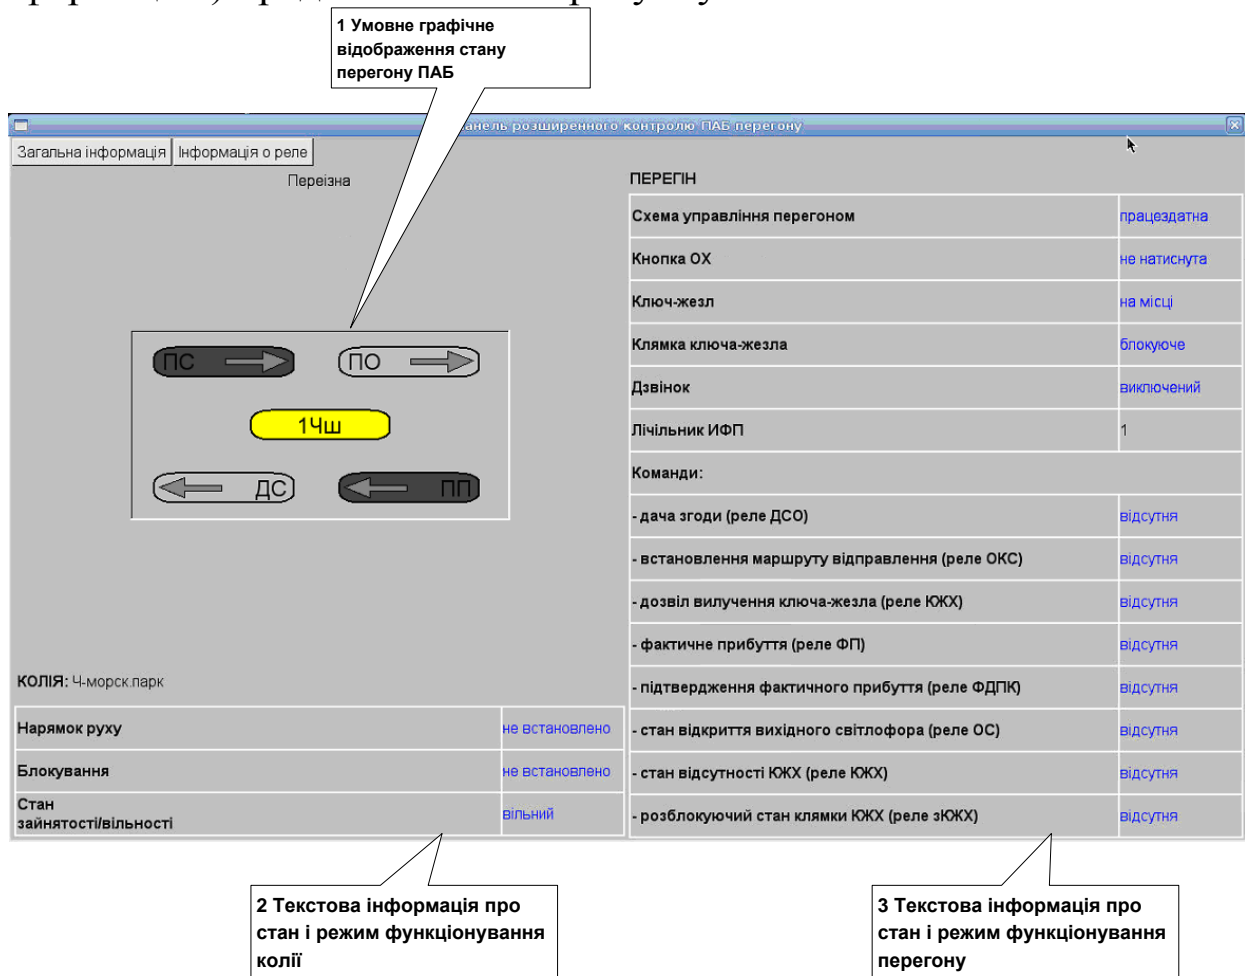 1 Умовне графічне
відображення стану
перегону ПАБ
анель розширенного контролю ПАБ перегону
Загальна інформація Інформація о реле
Переізна
ПС
ПО
1Чш
ДС
ПП
КОЛІЯ: Ч-морск.парк
Нарямок руху не встановлено
Блокування не встановлено
Стан
зайнятості/вільності вільний
ПЕРЕГІН
Схема управління перегоном працездатна
Кнопка ОХ не натиснута
Ключ-жезл на місці
Клямка ключа-жезла блокуюче
Дзвінок виключений
Лічільник ИФП 1
Команди:
- дача згоди (реле ДСО) відсутня
- встановлення маршруту відправлення (реле ОКС) відсутня
- дозвіл вилучення ключа-жезла (реле КЖХ) відсутня
- фактичне прибуття (реле ФП) відсутня
- підтвердження фактичного прибуття (реле ФДПК) відсутня
- стан відкриття вихідного світлофора (реле ОС) відсутня
- стан відсутності КЖХ (реле КЖХ) відсутня
- розблокуючий стан клямки КЖХ (реле зКЖХ) відсутня
2 Текстова інформація про
стан і режим функціонування
колії
3 Текстова інформація про
стан і режим функціонування
перегону